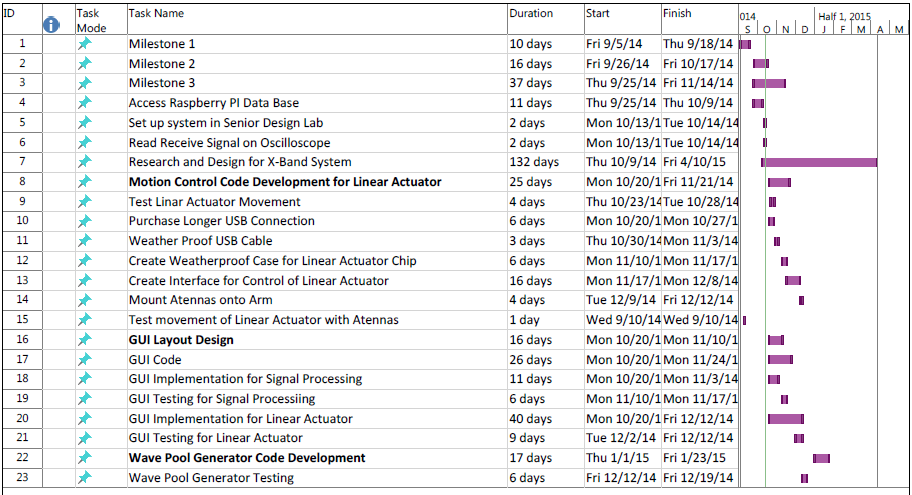 ID Task Mode Task Name Duration Start Finish 014 Half 1, 2015
S O N D J F M A M
1 Milestone 1 10 days Fri 9/5/14 Thu 9/18/14
2 Milestone 2 16 days Fri 9/26/14 Fri 10/17/14
3 Milestone 3 37 days Thu 9/25/14 Fri 11/14/14
4 Access Raspberry PI Data Base 11 days Thu 9/25/14 Thu 10/9/14
5 Set up system in Senior Design Lab 2 days Mon 10/13/1 Tue 10/14/14
6 Read Receive Signal on Oscilloscope 2 days Mon 10/13/1 Tue 10/14/14
7 Research and Design for X-Band System 132 days Thu 10/9/14 Fri 4/10/15
8 Motion Control Code Development for Linear Actuator 25 days Mon 10/20/1 Fri 11/21/14
9 Test Linar Actuator Movement 4 days Thu 10/23/14 Tue 10/28/14
10 Purchase Longer USB Connection 6 days Mon 10/20/1 Mon 10/27/1
11 Weather Proof USB Cable 3 days Thu 10/30/14 Mon 11/3/14
12 Create Weatherproof Case for Linear Actuator Chip 6 days Mon 11/10/1 Mon 11/17/1
13 Create Interface for Control of Linear Actuator 16 days Mon 11/17/1 Mon 12/8/14
14 Mount Atennas onto Arm 4 days Tue 12/9/14 Fri 12/12/14
15 Test movement of Linear Actuator with Atennas 1 day Wed 9/10/14 Wed 9/10/14
16 GUI Layout Design 16 days Mon 10/20/1 Mon 11/10/1
17 GUI Code 26 days Mon 10/20/1 Mon 11/24/1
18 GUI Implementation for Signal Processing 11 days Mon 10/20/1 Mon 11/3/14
19 GUI Testing for Signal Processiing 6 days Mon 11/10/1 Mon 11/17/1
20 GUI Implementation for Linear Actuator 40 days Mon 10/20/1 Fri 12/12/14
21 GUI Testing for Linear Actuator 9 days Tue 12/2/14 Fri 12/12/14
22 Wave Pool Generator Code Development 17 days Thu 1/1/15 Fri 1/23/15
23 Wave Pool Generator Testing 6 days Fri 12/12/14 Fri 12/19/14